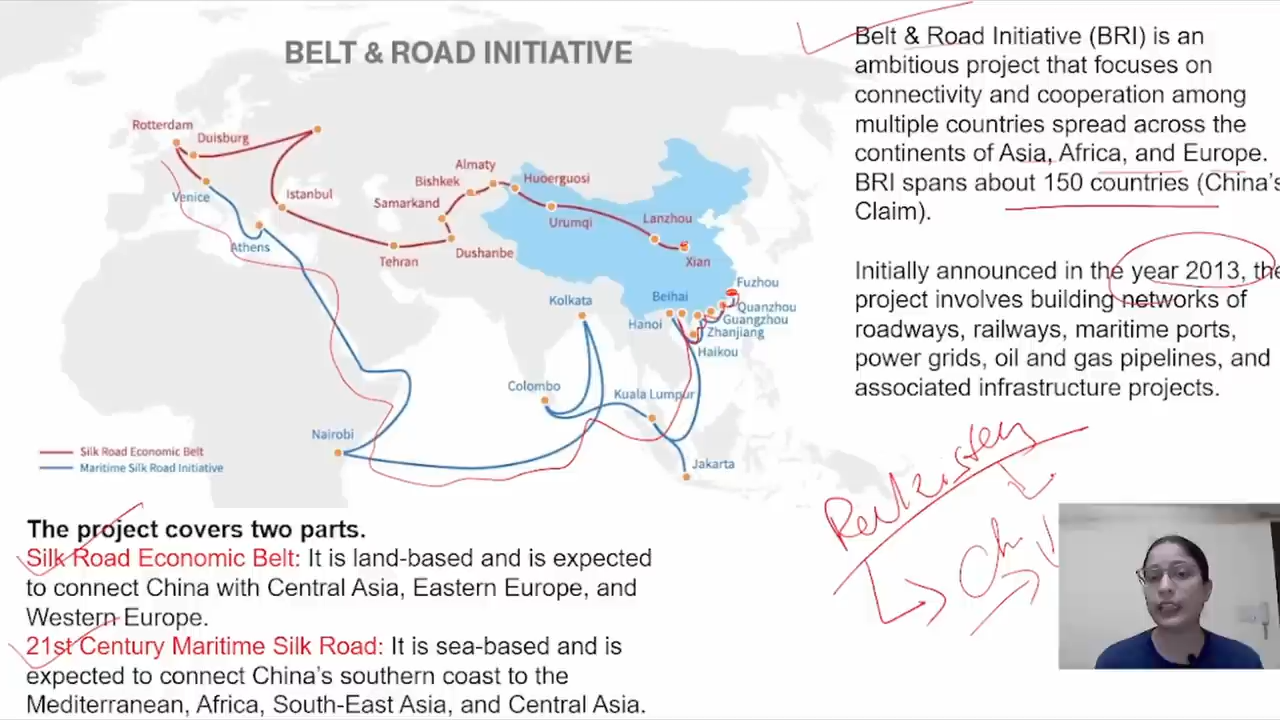 BELT & ROAD INITIATIVE
Rotterdam
Duisburg
Venice
Athens
Istanbul
Tehran
Samarkand
Bishkek
Almaty
Dushanbe
Huoerguosi
Urumqi
Lanzhou
Xian
Fuzhou
Quanzhou
Guangzhou
Zhanjiang
Haikou
Beihai
Hanoi
Kolkata
Colombo
Kuala Lumpur
Jakarta
Nairobi
Silk Road Economic Belt
Maritime Silk Road Initiative
The project covers two parts.
Silk Road Economic Belt: It is land-based and is expected
to connect China with Central Asia, Eastern Europe, and
Western Europe.
21st Century Maritime Silk Road: It is sea-based and is
expected to connect China's southern coast to the
Mediterranean, Africa, South-East Asia, and Central Asia.
Belt & Road Initiative (BRI) is an
ambitious project that focuses on
connectivity and cooperation among
multiple countries spread across the
continents of Asia, Africa, and Europe.
BRI spans about 150 countries (China's
Claim).
Initially announced in the year 2013, the
project involves building networks of
roadways, railways, maritime ports,
power grids, oil and gas pipelines, and
associated infrastructure projects.